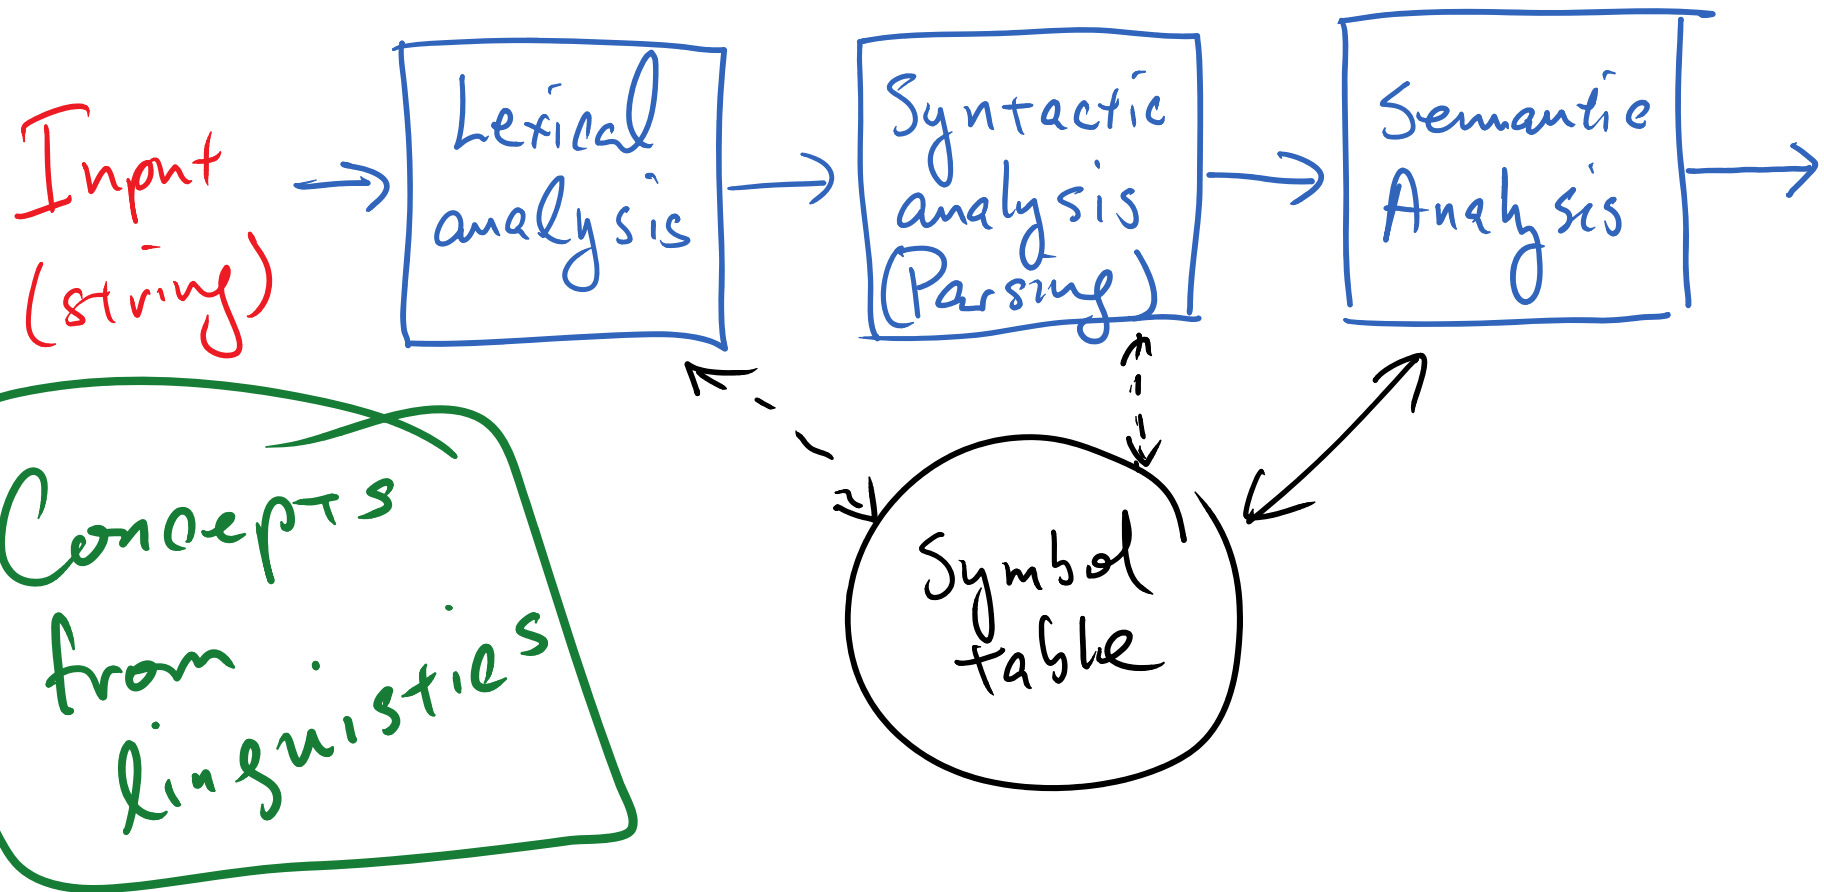 Input
(string)
Lexical
analysis
Syntactic
analysis
(Parsing)
Semantic
Analysis
Symbol
table
Concepts
from
linguistics